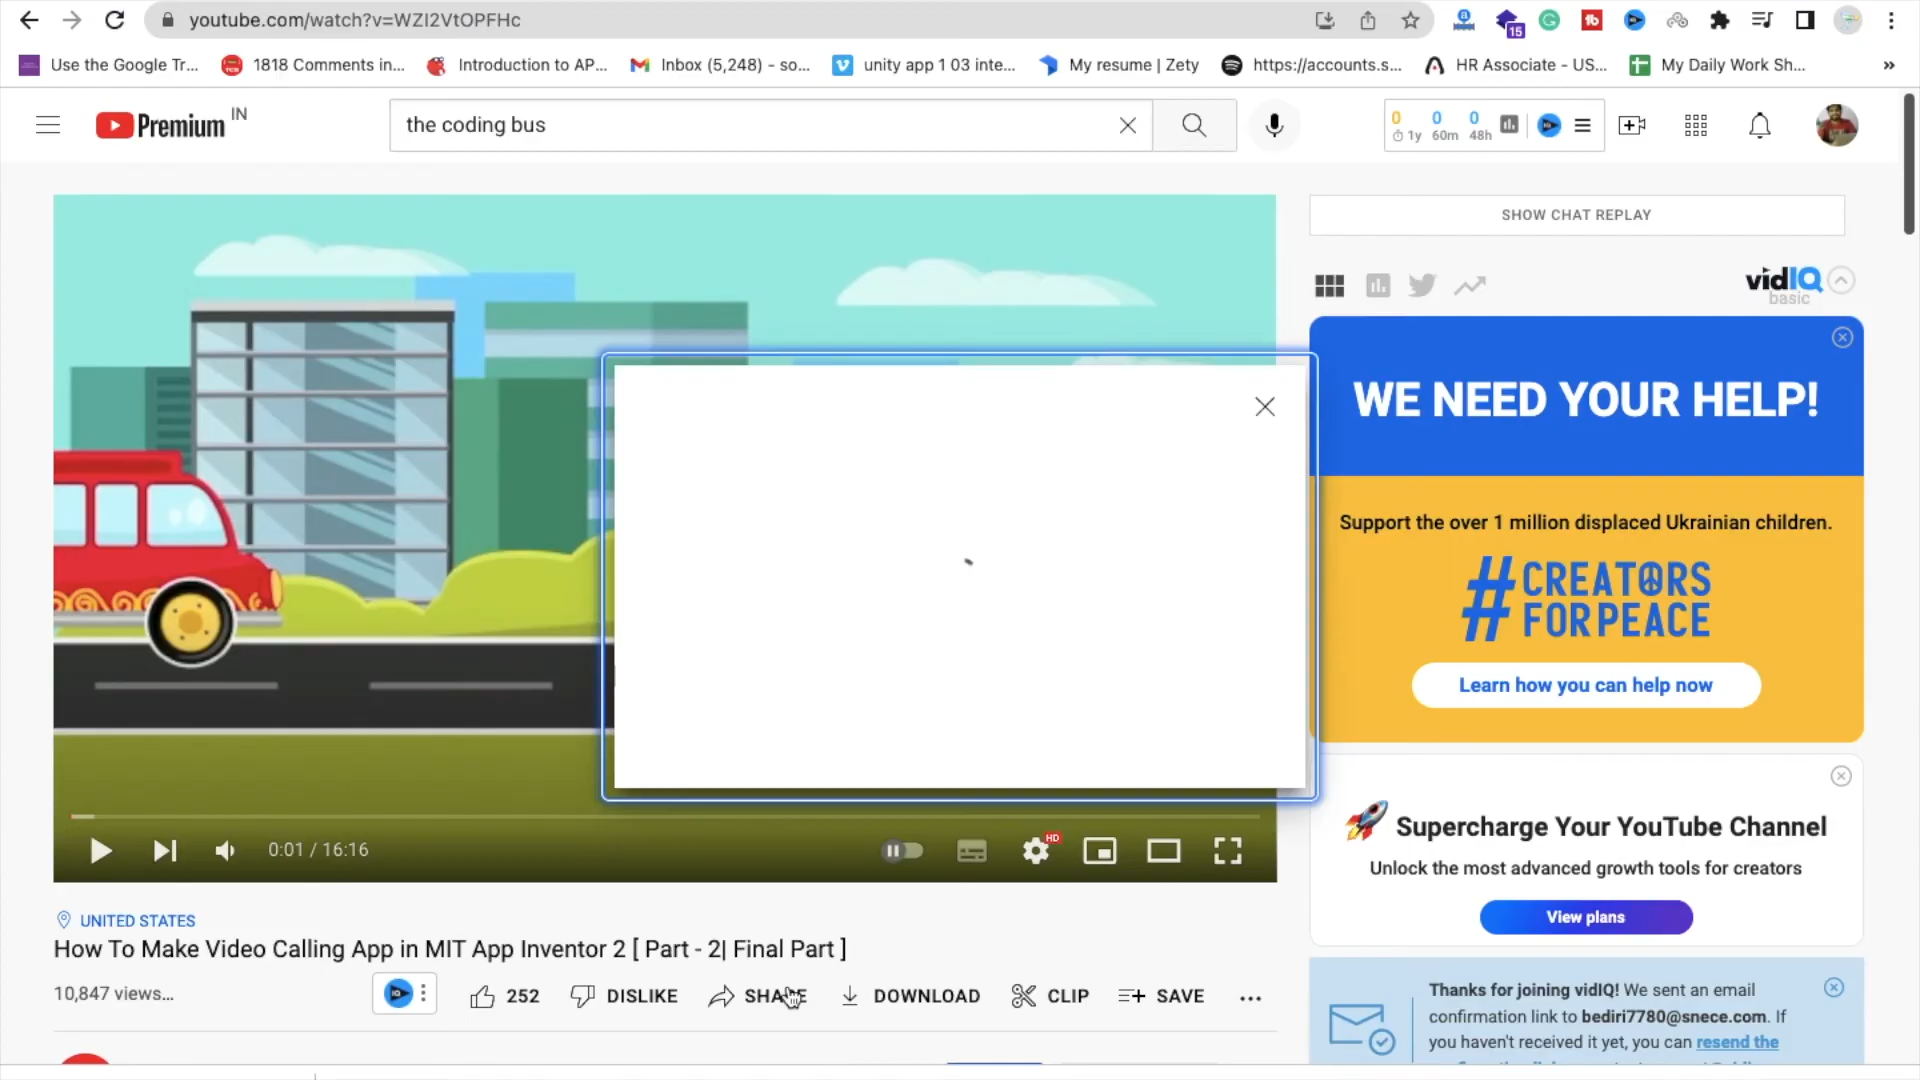 youtube.com/watch?v=WZI2VtOPFHc
15
Use the Google Tr...
1818 Comments in...
Introduction to AP...
Inbox (5,248) - so...
unity app 1 03 inte...
My resume | Zety
https://accounts.s...
HR Associate - US...
My Daily Work Sh...
»
Premium IN
the coding bus
0 0 0
1y 60m 48h
SHOW CHAT REPLAY
vidIQ
basic
WE NEED YOUR HELP!
Support the over 1 million displaced Ukrainian children.
#CREATORS
FORPEACE
Learn how you can help now
Supercharge Your YouTube Channel
Unlock the most advanced growth tools for creators
View plans
0:01 / 16:16
HD
UNITED STATES
How To Make Video Calling App in MIT App Inventor 2 [ Part - 2| Final Part ]
10,847 views...
252
DISLIKE
SHARE
DOWNLOAD
CLIP
SAVE
Thanks for joining vidIQ! We sent an email
confirmation link to bediri7780@snece.com. If
you haven't received it yet, you can resend the